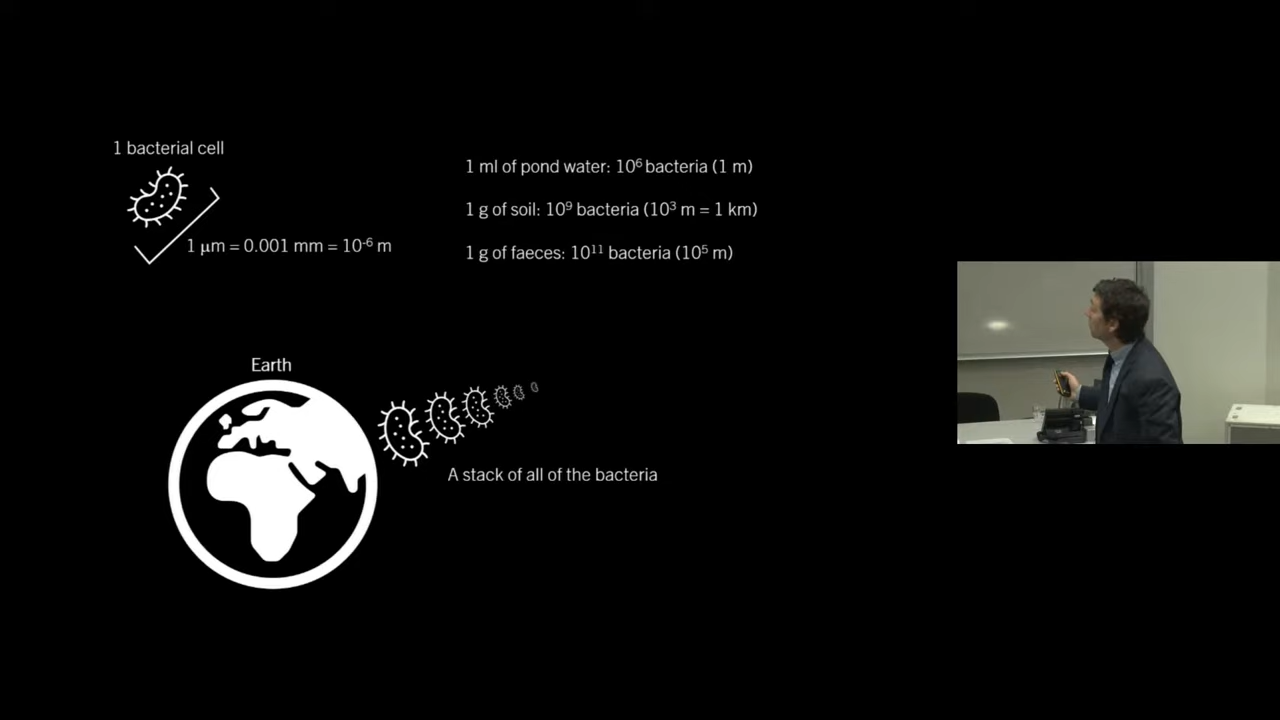 1 bacterial cell
1 μm = 0.001 mm = 10⁻⁶ m
1 ml of pond water: 10⁶ bacteria (1 m)
1 g of soil: 10⁹ bacteria (10³ m = 1 km)
1 g of faeces: 10¹¹ bacteria (10⁵ m)
Earth
A stack of all of the bacteria